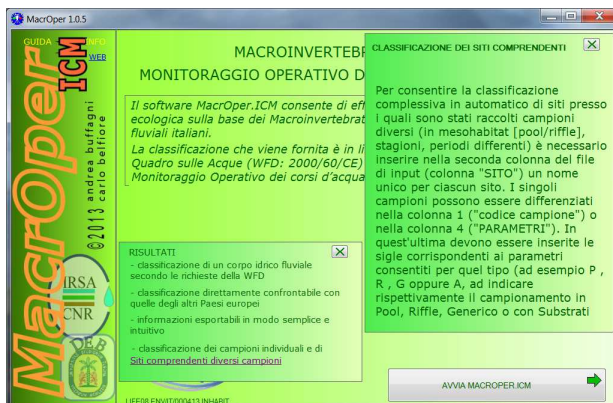 MacrOper 1.0.5
GUIDA
INFO
WEB
MacrOper
ICM
©2013 andrea buffagni
carlo belfiore
IRSA
CNR
DEB
MACROINVERTEB
MONITORAGGIO OPERATIVO D
Il software MacrOper.ICM consente di eff
ecologica sulla base dei Macroinvertebrat
fluviali italiani.
La classificazione che viene fornita è in li
Quadro sulle Acque (WFD: 2000/60/CE)
Monitoraggio Operativo dei corsi d'acqua
RISULTATI
- classificazione di un corpo idrico fluviale
secondo le richieste della WFD
- classificazione direttamente confrontabile con
quelle degli altri Paesi europei
- informazioni esportabili in modo semplice e
intuitivo
- classificazione dei campioni individuali e di
Siti comprendenti diversi campioni
LIFE08 ENV/IT/000413 INHABIT
CLASSIFICAZIONE DEI SITI COMPRENDENTI
Per consentire la classificazione
complessiva in automatico di siti presso
i quali sono stati raccolti campioni
diversi (in mesohabitat [pool/riffle],
stagioni, periodi differenti) è necessario
inserire nella seconda colonna del file
di input (colonna "SITO") un nome
unico per ciascun sito. I singoli
campioni possono essere differenziati
nella colonna 1 ("codice campione") o
nella colonna 4 ("PARAMETRI"). In
quest'ultima devono essere inserite le
sigle corrispondenti ai parametri
consentiti per quel tipo (ad esempio P ,
R , G oppure A, ad indicare
rispettivamente il campionamento in
Pool, Riffle, Generico o con Substrati
AVVIA MACROPER.ICM